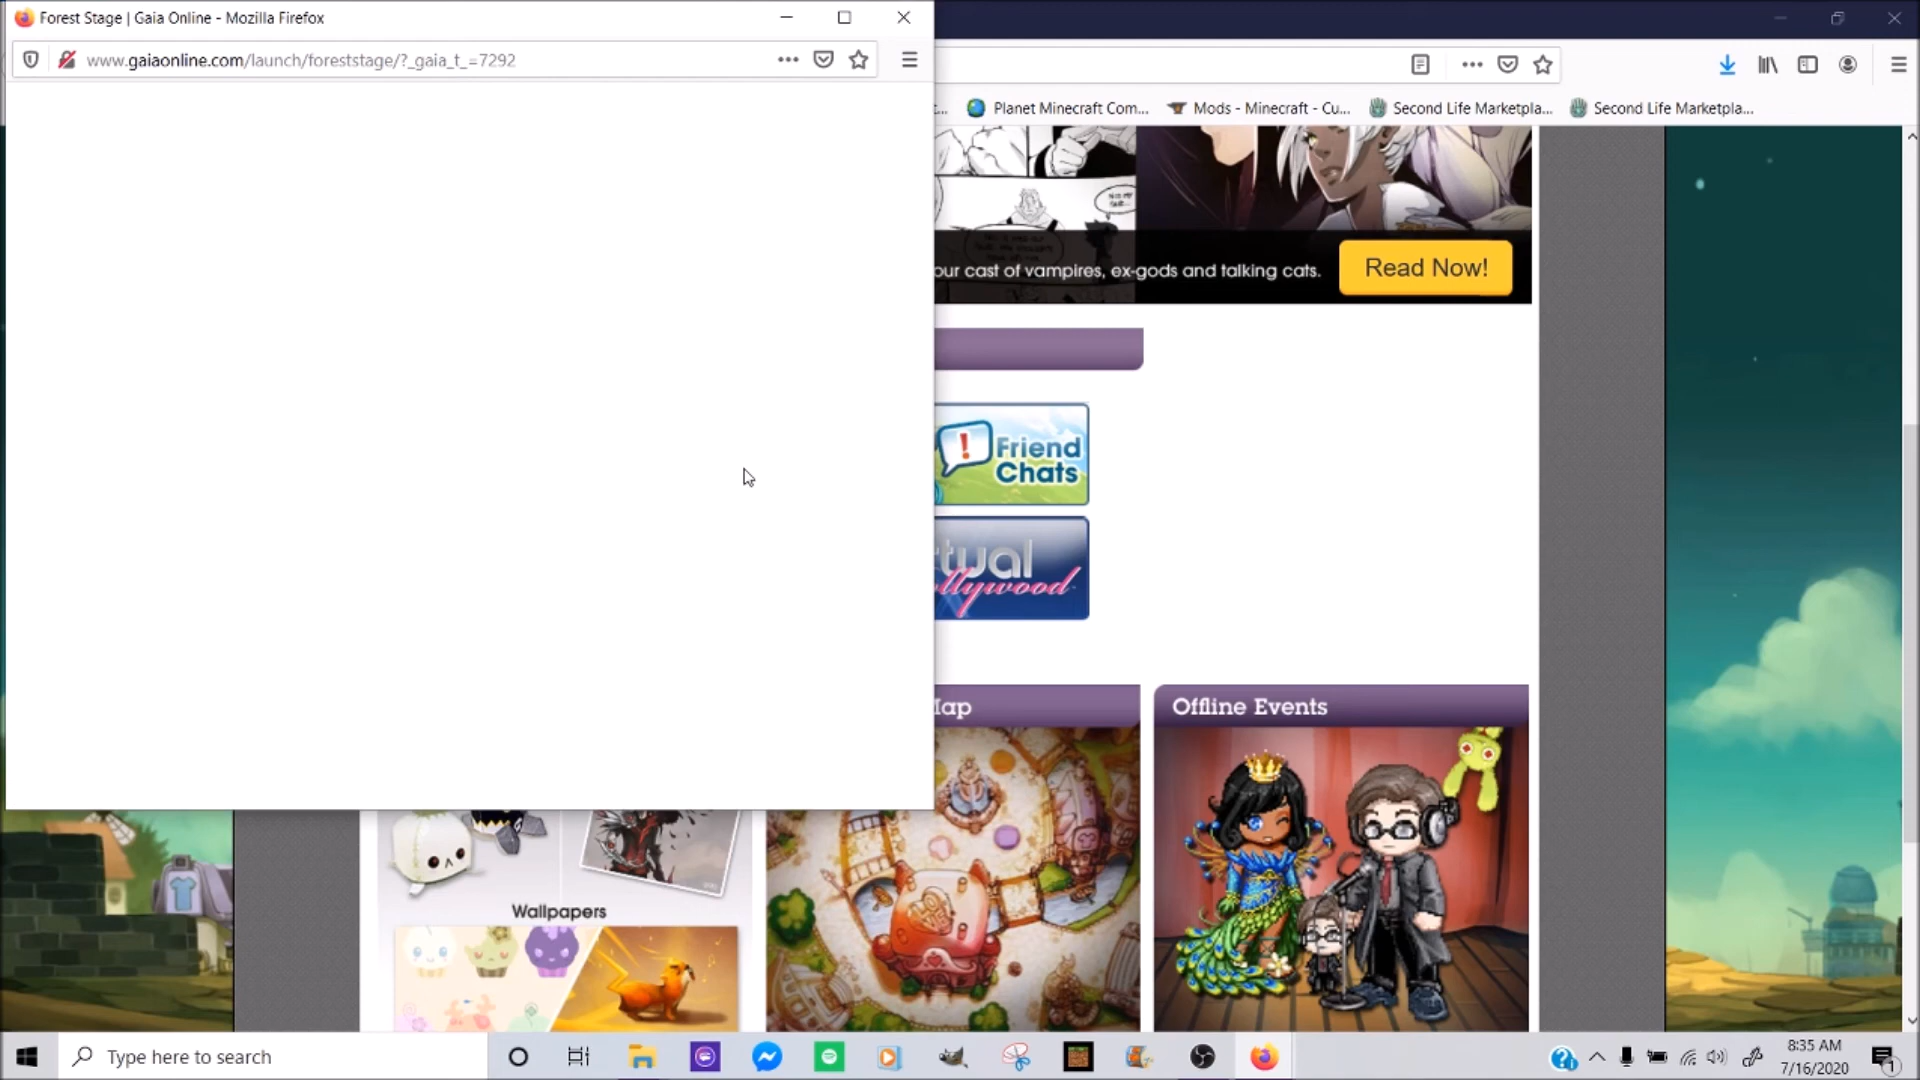 Forest Stage | Gaia Online - Mozilla Firefox
www.gaiaonline.com/launch/foreststage/?_gaia_t_=7292
Planet Minecraft Com...
Mods - Minecraft - Cu...
Second Life Marketpla...
Second Life Marketpla...
our cast of vampires, ex-gods and talking cats.
Read Now!
Friend
Chats
Offline Events
Wallpapers
Type here to search
8:35 AM
7/16/2020
1